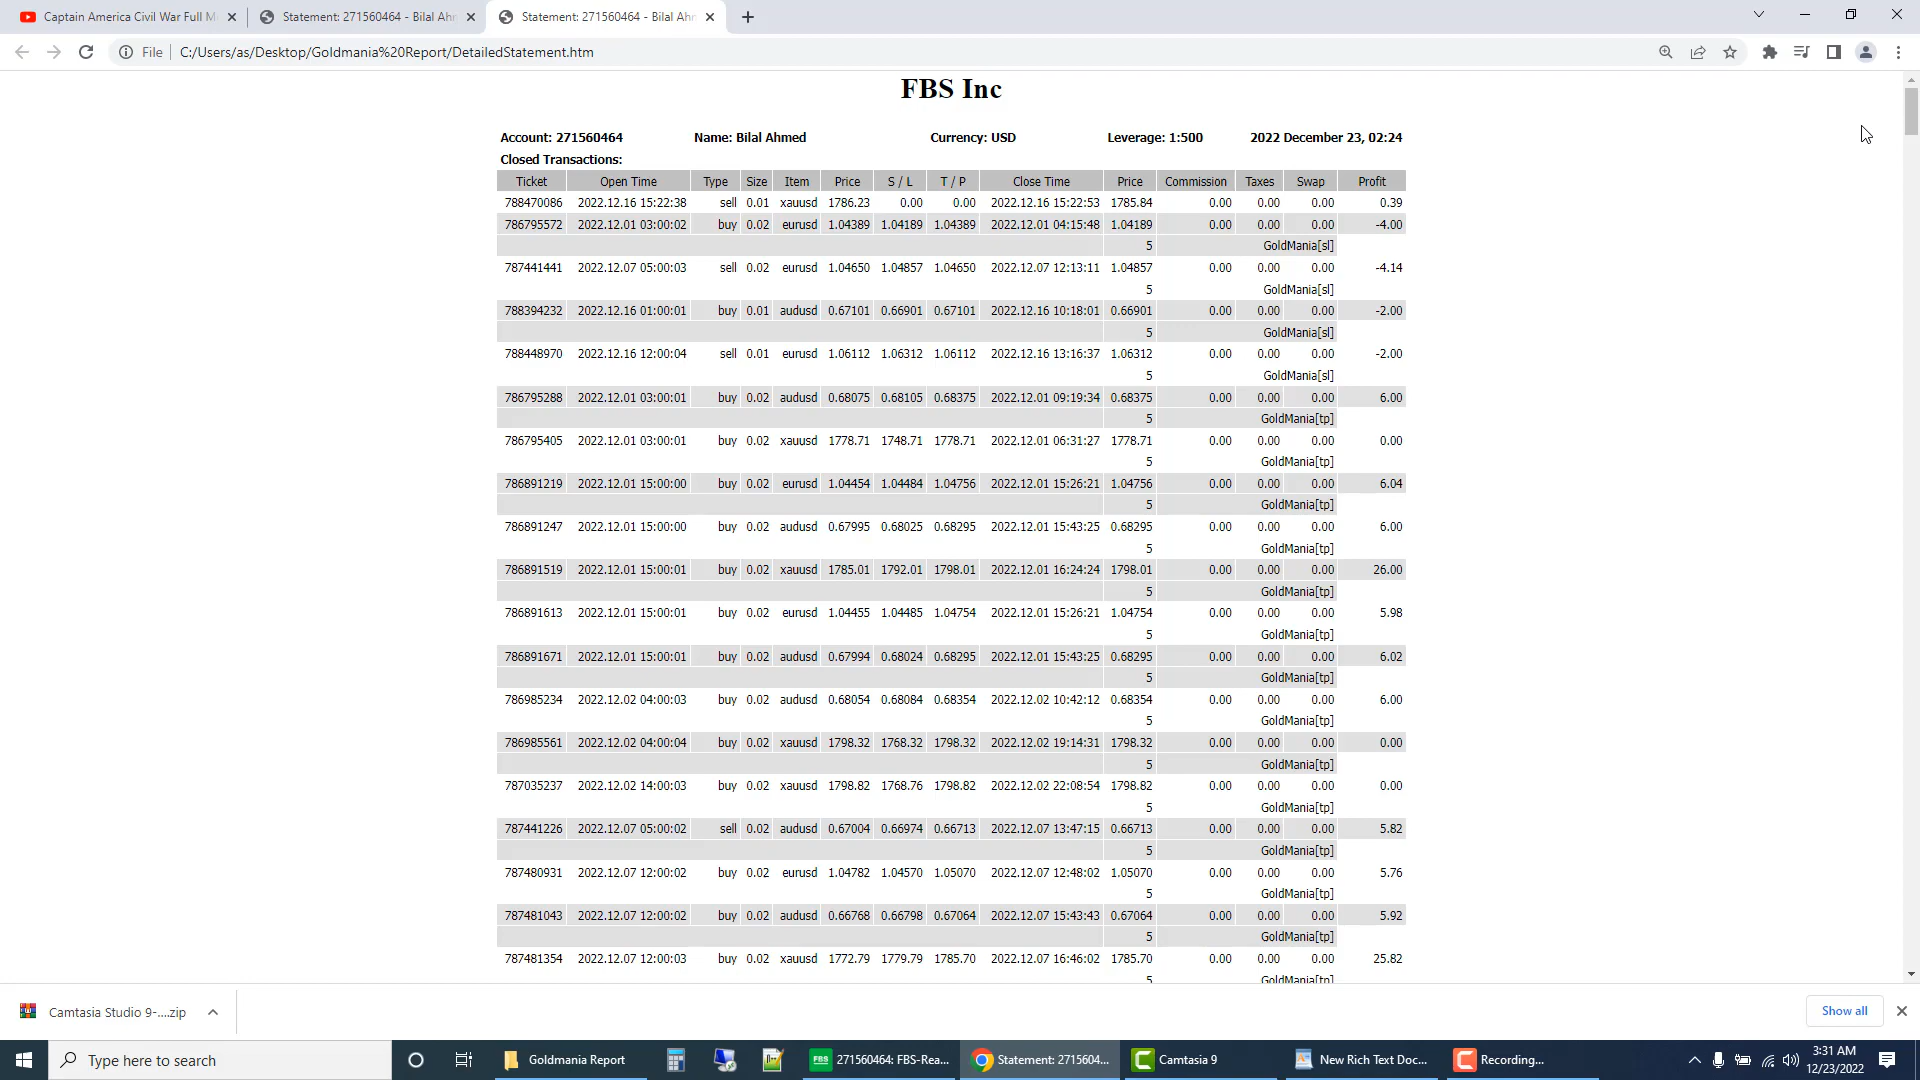 Captain America Civil War Full M
Statement: 271560464 - Bilal Ahm
Statement: 271560464 - Bilal Ahm
File
C:/Users/as/Desktop/Goldmania%20Report/DetailedStatement.htm
FBS Inc
Account: 271560464 Name: Bilal Ahmed Currency: USD Leverage: 1:500 2022 December 23, 02:24
Closed Transactions:
Ticket Open Time Type Size Item Price S / L T / P Close Time Price Commission Taxes Swap Profit
788470086 2022.12.16 15:22:38 sell 0.01 xauusd 1786.23 0.00 0.00 2022.12.16 15:22:53 1785.84 0.00 0.00 0.00 0.39
786795572 2022.12.01 03:00:02 buy 0.02 eurusd 1.04389 1.04189 1.04389 2022.12.01 04:15:48 1.04189 0.00 0.00 0.00 -4.00
5 GoldMania[sl]
787441441 2022.12.07 05:00:03 sell 0.02 eurusd 1.04650 1.04857 1.04650 2022.12.07 12:13:11 1.04857 0.00 0.00 0.00 -4.14
5 GoldMania[sl]
788394232 2022.12.16 01:00:01 buy 0.01 audusd 0.67101 0.66901 0.67101 2022.12.16 10:18:01 0.66901 0.00 0.00 0.00 -2.00
5 GoldMania[sl]
788448970 2022.12.16 12:00:04 sell 0.01 eurusd 1.06112 1.06312 1.06112 2022.12.16 13:16:37 1.06312 0.00 0.00 0.00 -2.00
5 GoldMania[sl]
786795288 2022.12.01 03:00:01 buy 0.02 audusd 0.68075 0.68105 0.68375 2022.12.01 09:19:34 0.68375 0.00 0.00 0.00 6.00
5 GoldMania[tp]
786795405 2022.12.01 03:00:01 buy 0.02 xauusd 1778.71 1748.71 1778.71 2022.12.01 06:31:27 1778.71 0.00 0.00 0.00 0.00
5 GoldMania[tp]
786891219 2022.12.01 15:00:00 buy 0.02 eurusd 1.04454 1.04484 1.04756 2022.12.01 15:26:21 1.04756 0.00 0.00 0.00 6.04
5 GoldMania[tp]
786891247 2022.12.01 15:00:00 buy 0.02 audusd 0.67995 0.68025 0.68295 2022.12.01 15:43:25 0.68295 0.00 0.00 0.00 6.00
5 GoldMania[tp]
786891519 2022.12.01 15:00:01 buy 0.02 xauusd 1785.01 1792.01 1798.01 2022.12.01 16:24:24 1798.01 0.00 0.00 0.00 26.00
5 GoldMania[tp]
786891613 2022.12.01 15:00:01 buy 0.02 eurusd 1.04455 1.04485 1.04754 2022.12.01 15:26:21 1.04754 0.00 0.00 0.00 5.98
5 GoldMania[tp]
786891671 2022.12.01 15:00:01 buy 0.02 audusd 0.67994 0.68024 0.68295 2022.12.01 15:43:25 0.68295 0.00 0.00 0.00 6.02
5 GoldMania[tp]
786985234 2022.12.02 04:00:03 buy 0.02 audusd 0.68054 0.68084 0.68354 2022.12.02 10:42:12 0.68354 0.00 0.00 0.00 6.00
5 GoldMania[tp]
786985561 2022.12.02 04:00:04 buy 0.02 xauusd 1798.32 1768.32 1798.32 2022.12.02 19:14:31 1798.32 0.00 0.00 0.00 0.00
5 GoldMania[tp]
787035237 2022.12.02 14:00:03 buy 0.02 xauusd 1798.82 1768.76 1798.82 2022.12.02 22:08:54 1798.82 0.00 0.00 0.00 0.00
5 GoldMania[tp]
787441226 2022.12.07 05:00:02 sell 0.02 audusd 0.67004 0.66974 0.66713 2022.12.07 13:47:15 0.66713 0.00 0.00 0.00 5.82
5 GoldMania[tp]
787480931 2022.12.07 12:00:02 buy 0.02 eurusd 1.04782 1.04570 1.05070 2022.12.07 12:48:02 1.05070 0.00 0.00 0.00 5.76
5 GoldMania[tp]
787481043 2022.12.07 12:00:02 buy 0.02 audusd 0.66768 0.66798 0.67064 2022.12.07 15:43:43 0.67064 0.00 0.00 0.00 5.92
5 GoldMania[tp]
787481354 2022.12.07 12:00:03 buy 0.02 xauusd 1772.79 1779.79 1785.70 2022.12.07 16:46:02 1785.70 0.00 0.00 0.00 25.82
5 GoldMania[tp]
Camtasia Studio 9-....zip
Show all
Type here to search
Goldmania Report
FBS
271560464: FBS-Rea...
Statement: 2715604...
Camtasia 9
New Rich Text Doc...
Recording...
3:31 AM
12/23/2022